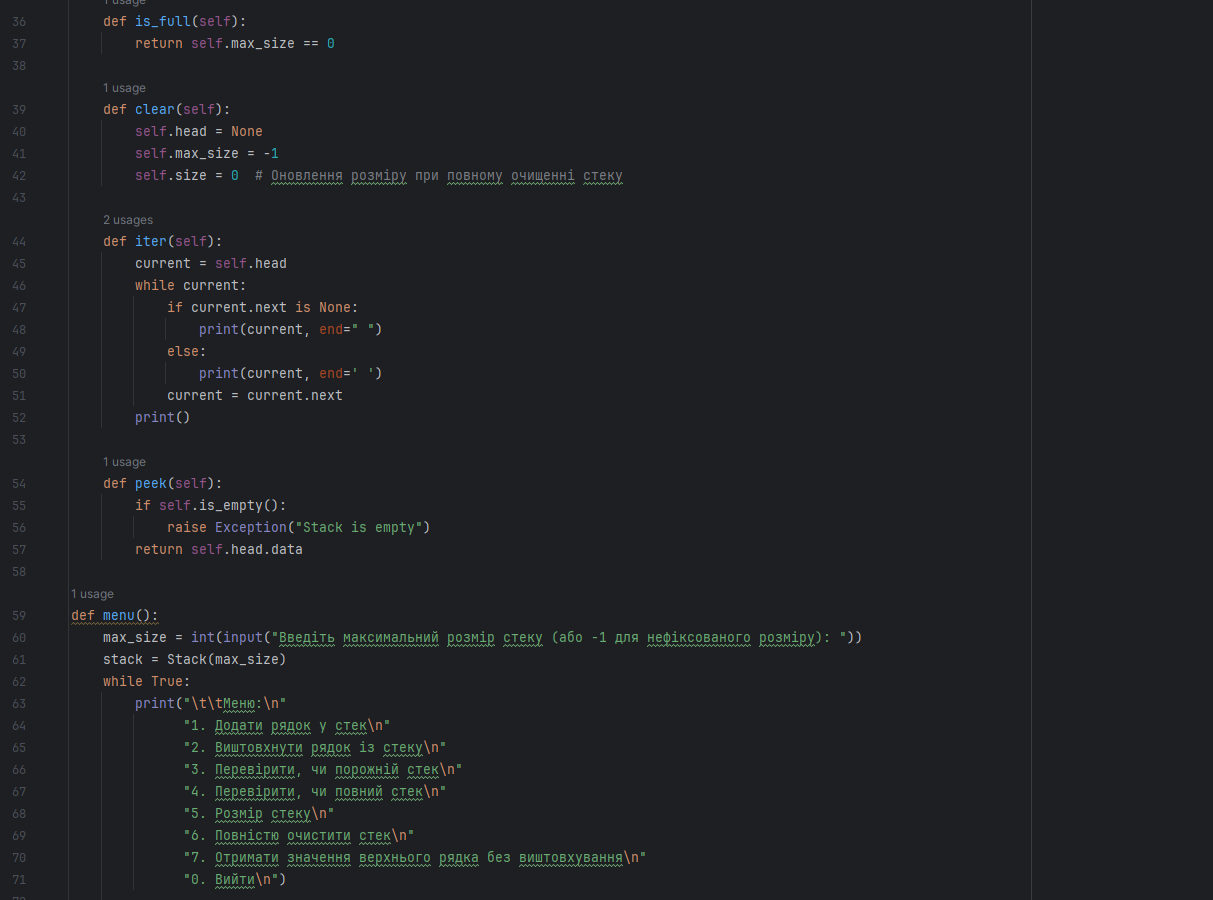 1 usage
36 def is_full(self):
37 return self.max_size == 0
38
1 usage
39 def clear(self):
40 self.head = None
41 self.max_size = -1
42 self.size = 0  # Оновлення розміру при повному очищенні стеку
43
2 usages
44 def iter(self):
45 current = self.head
46 while current:
47 if current.next is None:
48 print(current, end=" ")
49 else:
50 print(current, end=' ')
51 current = current.next
52 print()
53
1 usage
54 def peek(self):
55 if self.is_empty():
56 raise Exception("Stack is empty")
57 return self.head.data
58
1 usage
59 def menu():
60 max_size = int(input("Введіть максимальний розмір стеку (або -1 для нефіксованого розміру): "))
61 stack = Stack(max_size)
62 while True:
63 print("\t\tМеню:\n"
64 "1. Додати рядок у стек\n"
65 "2. Виштовхнути рядок із стеку\n"
66 "3. Перевірити, чи порожній стек\n"
67 "4. Перевірити, чи повний стек\n"
68 "5. Розмір стеку\n"
69 "6. Повністю очистити стек\n"
70 "7. Отримати значення верхнього рядка без виштовхування\n"
71 "0. Вийти\n")